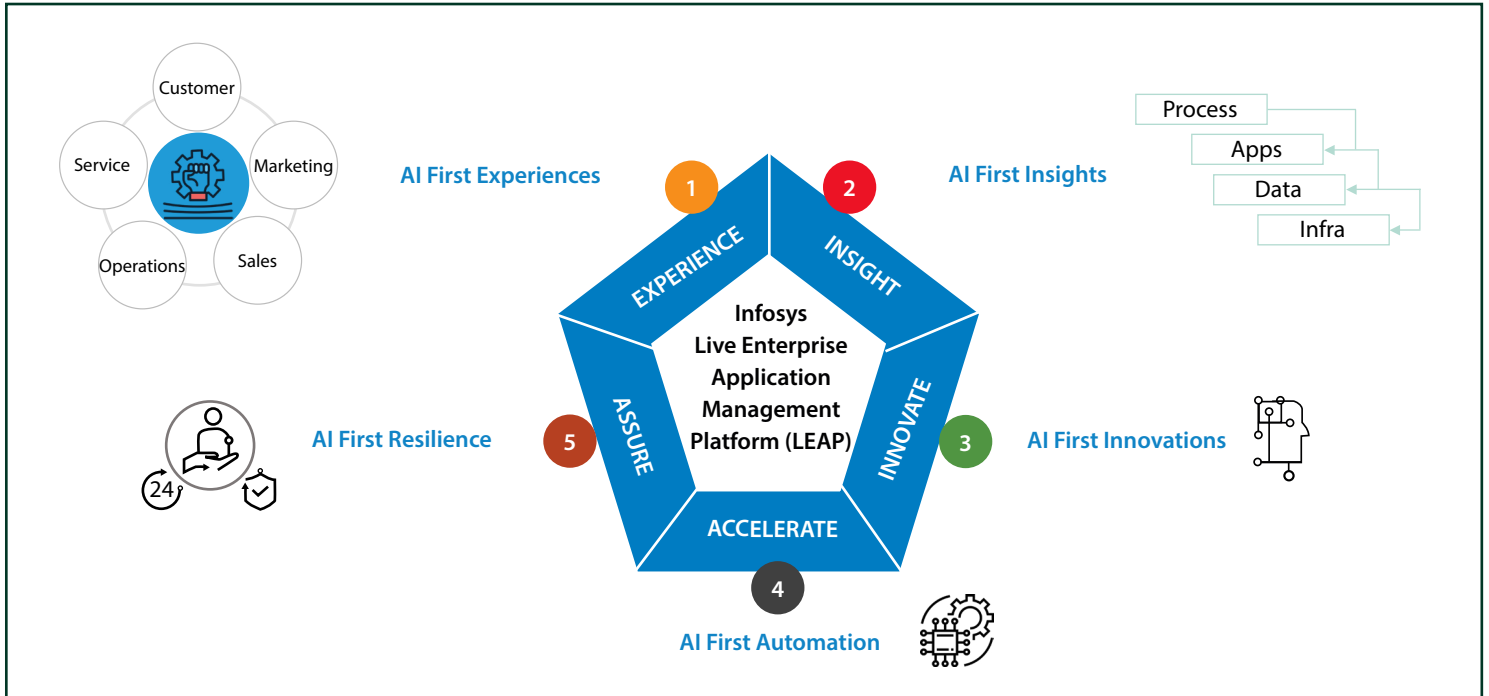 Customer
Service
Marketing
Operations
Sales
AI First Experiences
1
EXPERIENCE
2
INSIGHT
AI First Insights
Process
Apps
Data
Infra
Infosys
Live Enterprise
Application
Management
Platform (LEAP)
INNOVATE
3
AI First Innovations
ACCELERATE
4
AI First Automation
ASSURE
5
AI First Resilience
24